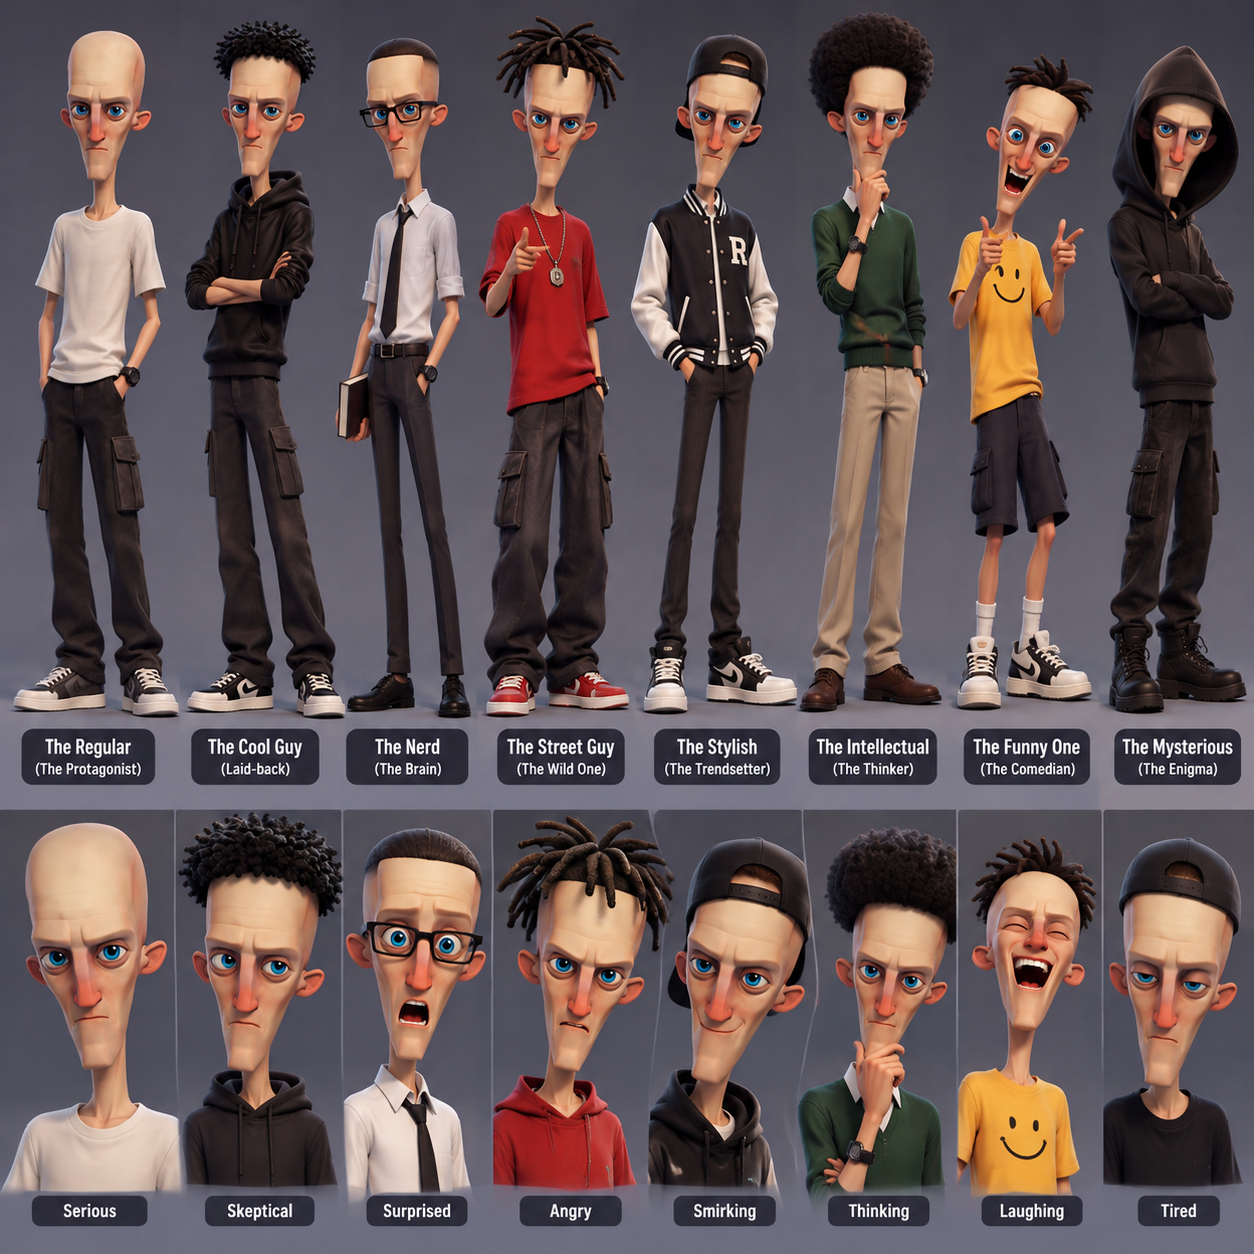 R
The Regular
(The Protagonist)
The Cool Guy
(Laid-back)
The Nerd
(The Brain)
The Street Guy
(The Wild One)
The Stylish
(The Trendsetter)
The Intellectual
(The Thinker)
The Funny One
(The Comedian)
The Mysterious
(The Enigma)
Serious
Skeptical
Surprised
Angry
Smirking
Thinking
Laughing
Tired